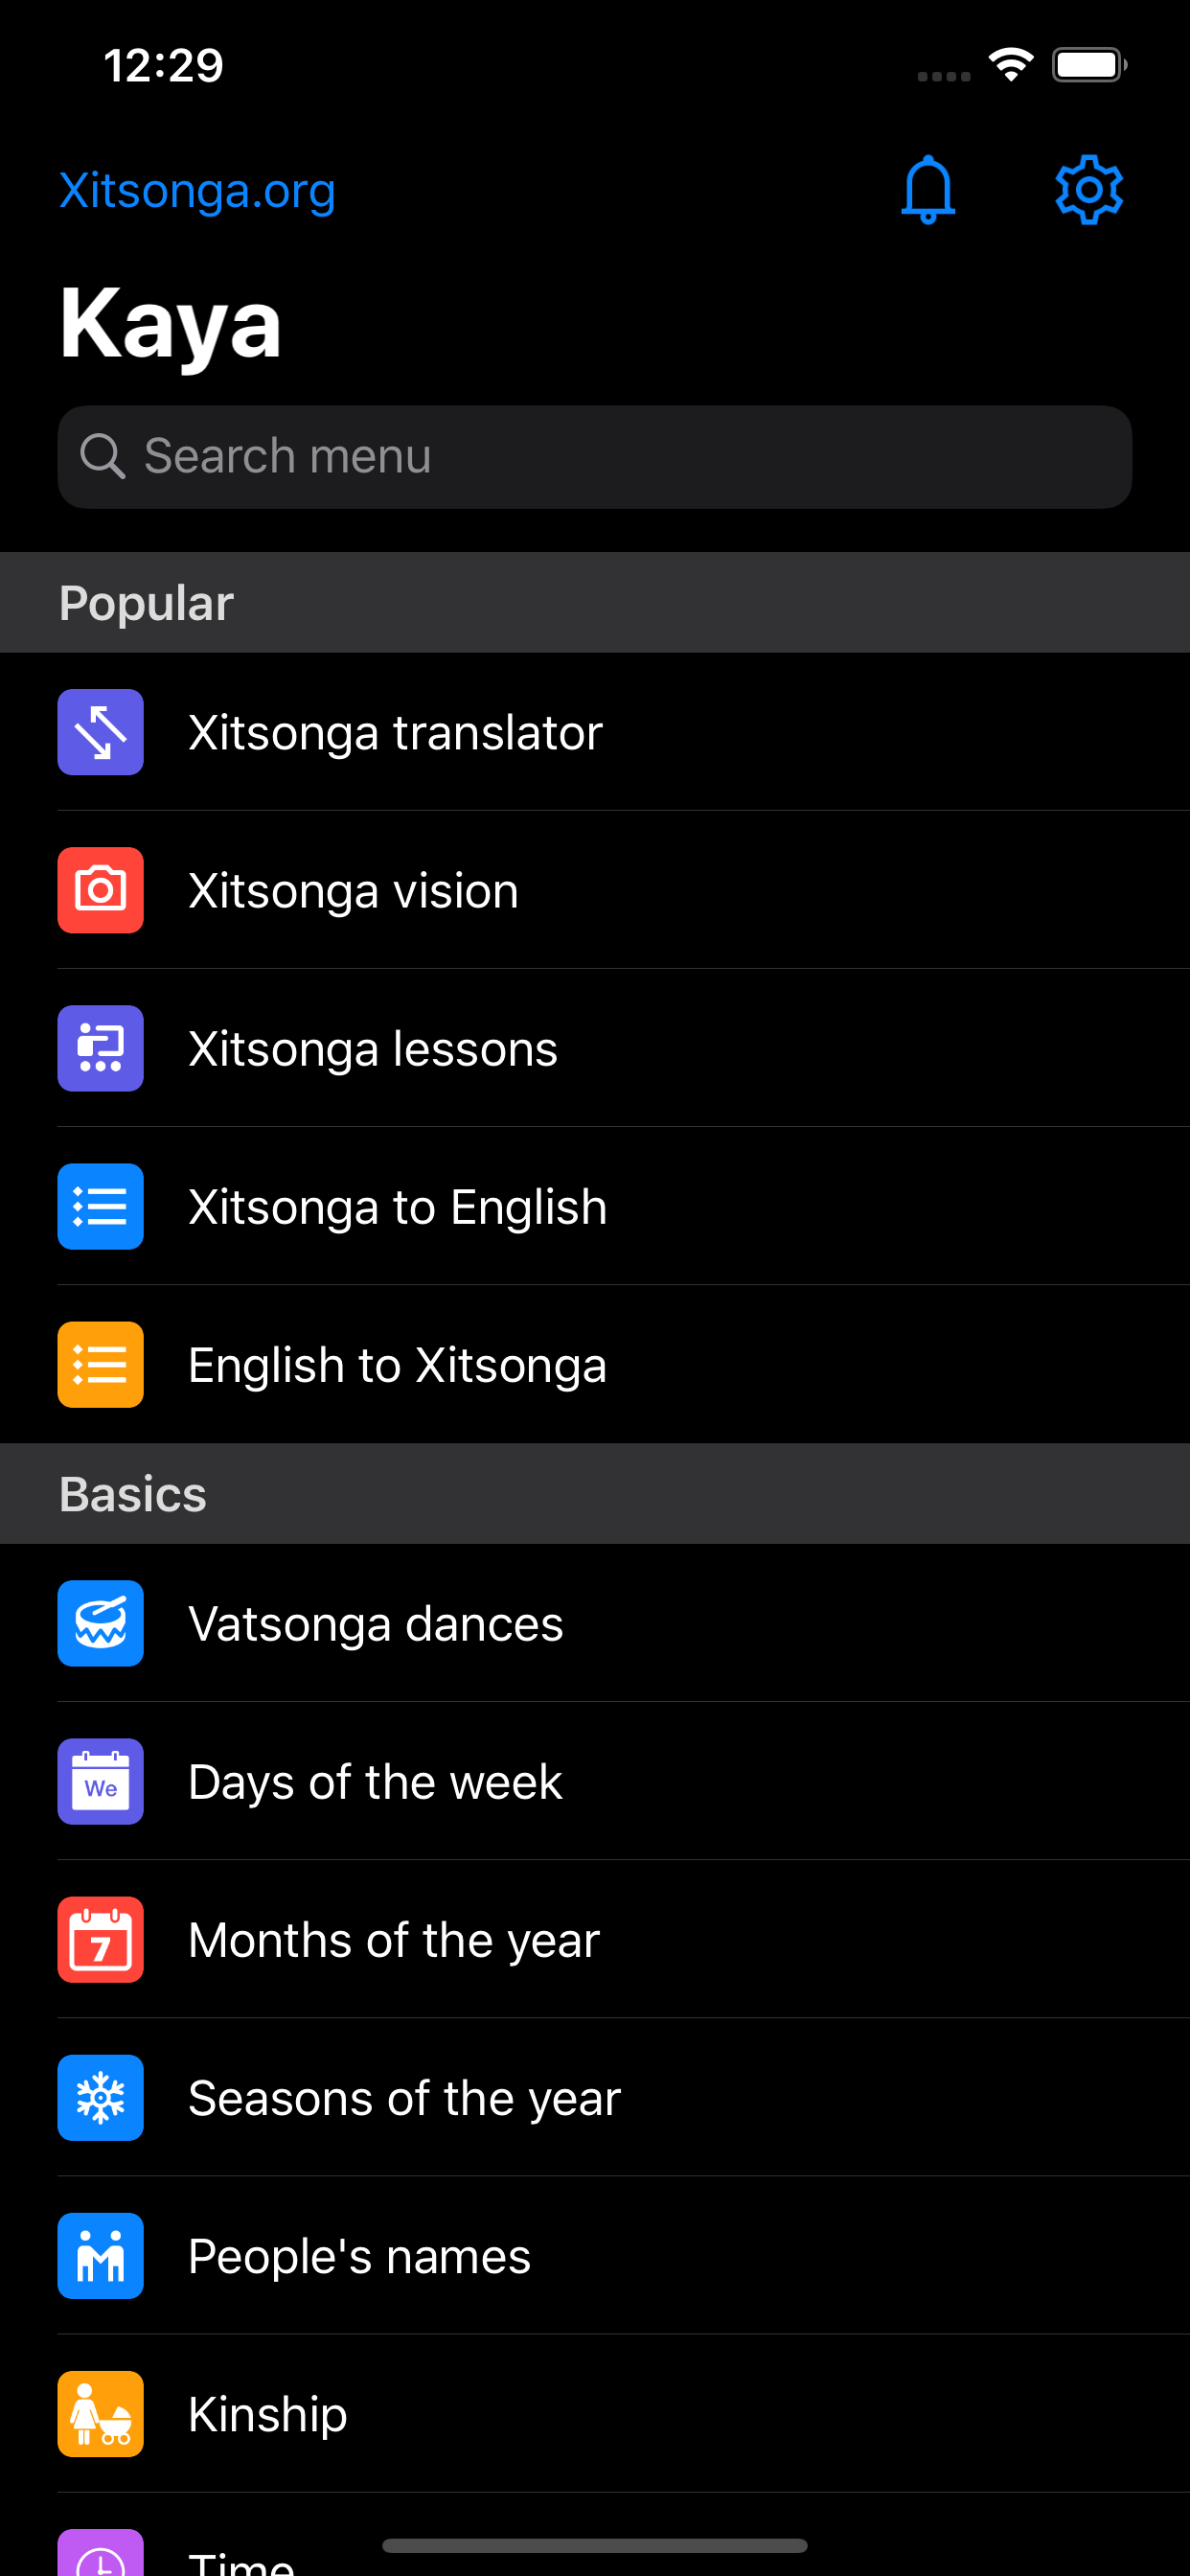 12:29
Xitsonga.org
Kaya
Search menu
Popular
Xitsonga translator
Xitsonga vision
Xitsonga lessons
Xitsonga to English
English to Xitsonga
Basics
Vatsonga dances
We
Days of the week
7
Months of the year
Seasons of the year
People's names
Kinship
Time